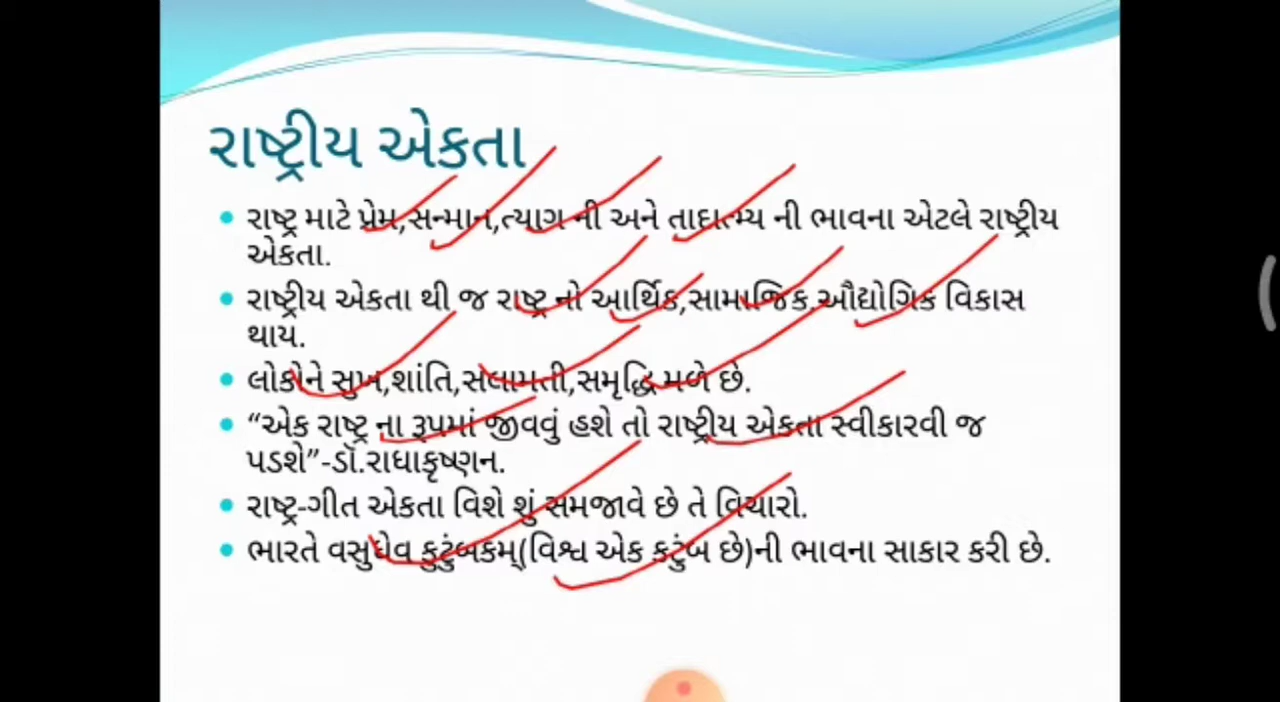 રાષ્ટ્રીય એકતા
• રાષ્ટ્ર માટે પ્રેમ,સન્માન,ત્યાગ ની અને તાદાત્મ્ય ની ભાવના એટલે રાષ્ટ્રીય
એકતા.
• રાષ્ટ્રીય એકતા થી જ રાષ્ટ્ર નો આર્થિક,સામાજિક,ઔદ્યોગિક વિકાસ
થાય.
• લોકોને સુખ,શાંતિ,સલામતી,સમૃદ્ધિ મળે છે.
• “એક રાષ્ટ્ર ના રૂપમાં જીવવું હશે તો રાષ્ટ્રીય એકતા સ્વીકારવી જ
પડશે”-ડૉ.રાધાકૃષ્ણન.
• રાષ્ટ્ર-ગીત એકતા વિશે શું સમજાવે છે તે વિચારો.
• ભારતે વસુધેવ કુટુંબકમ્(વિશ્વ એક કટુંબ છે)ની ભાવના સાકાર કરી છે.